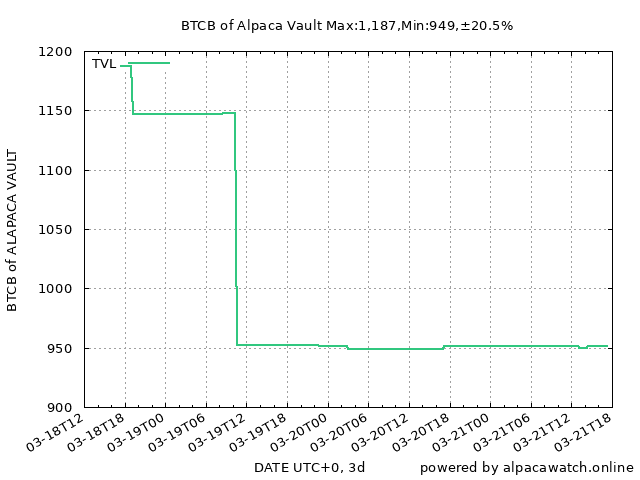 BTCB of Alpaca Vault Max:1,187,Min:949,±20.5%
TVL
1200
1150
1100
1050
1000
950
900
BTCB of ALAPACA VAULT
03-18T12
03-18T18
03-19T00
03-19T06
03-19T12
03-19T18
03-20T00
03-20T06
03-20T12
03-20T18
03-21T00
03-21T06
03-21T12
03-21T18
DATE UTC+0, 3d
powered by alpacawatch.online